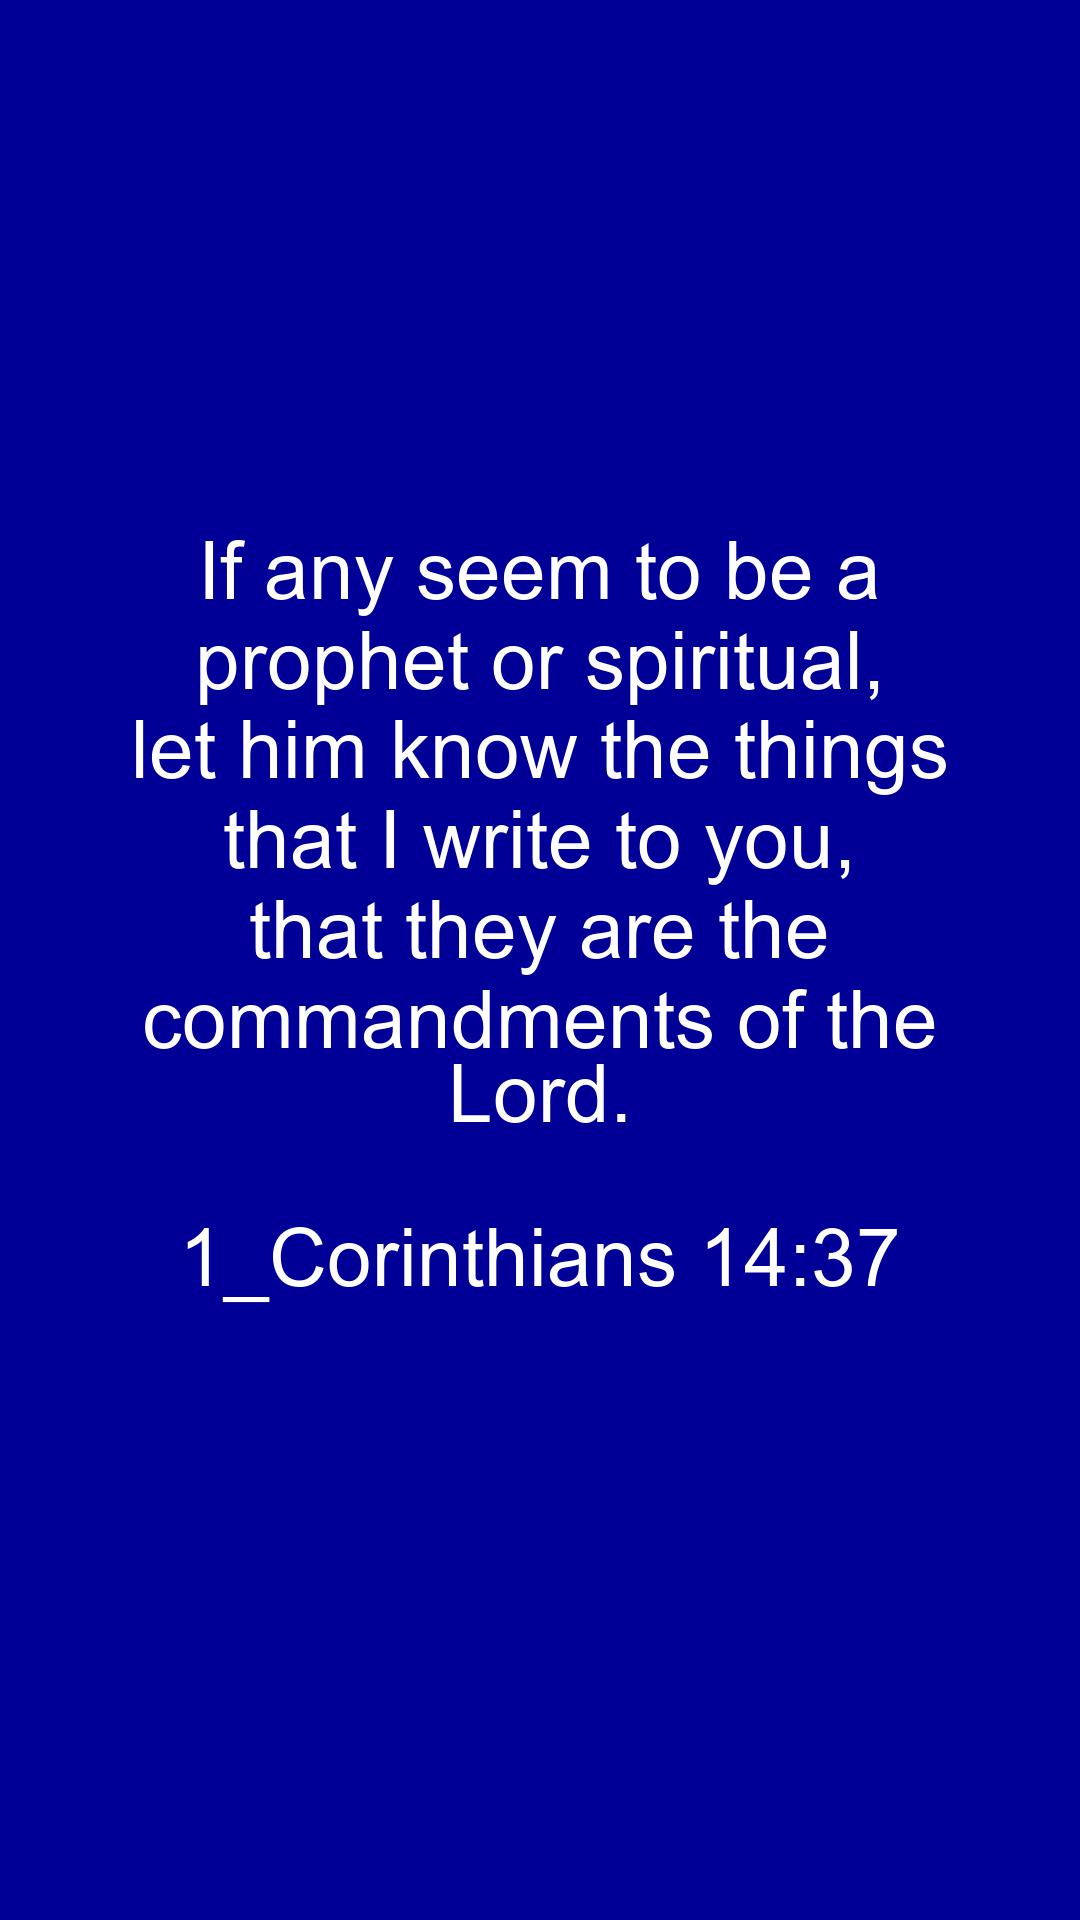 If any seem to be a
prophet or spiritual,
let him know the things
that I write to you,
that they are the
commandments of the
Lord.
1_Corinthians 14:37